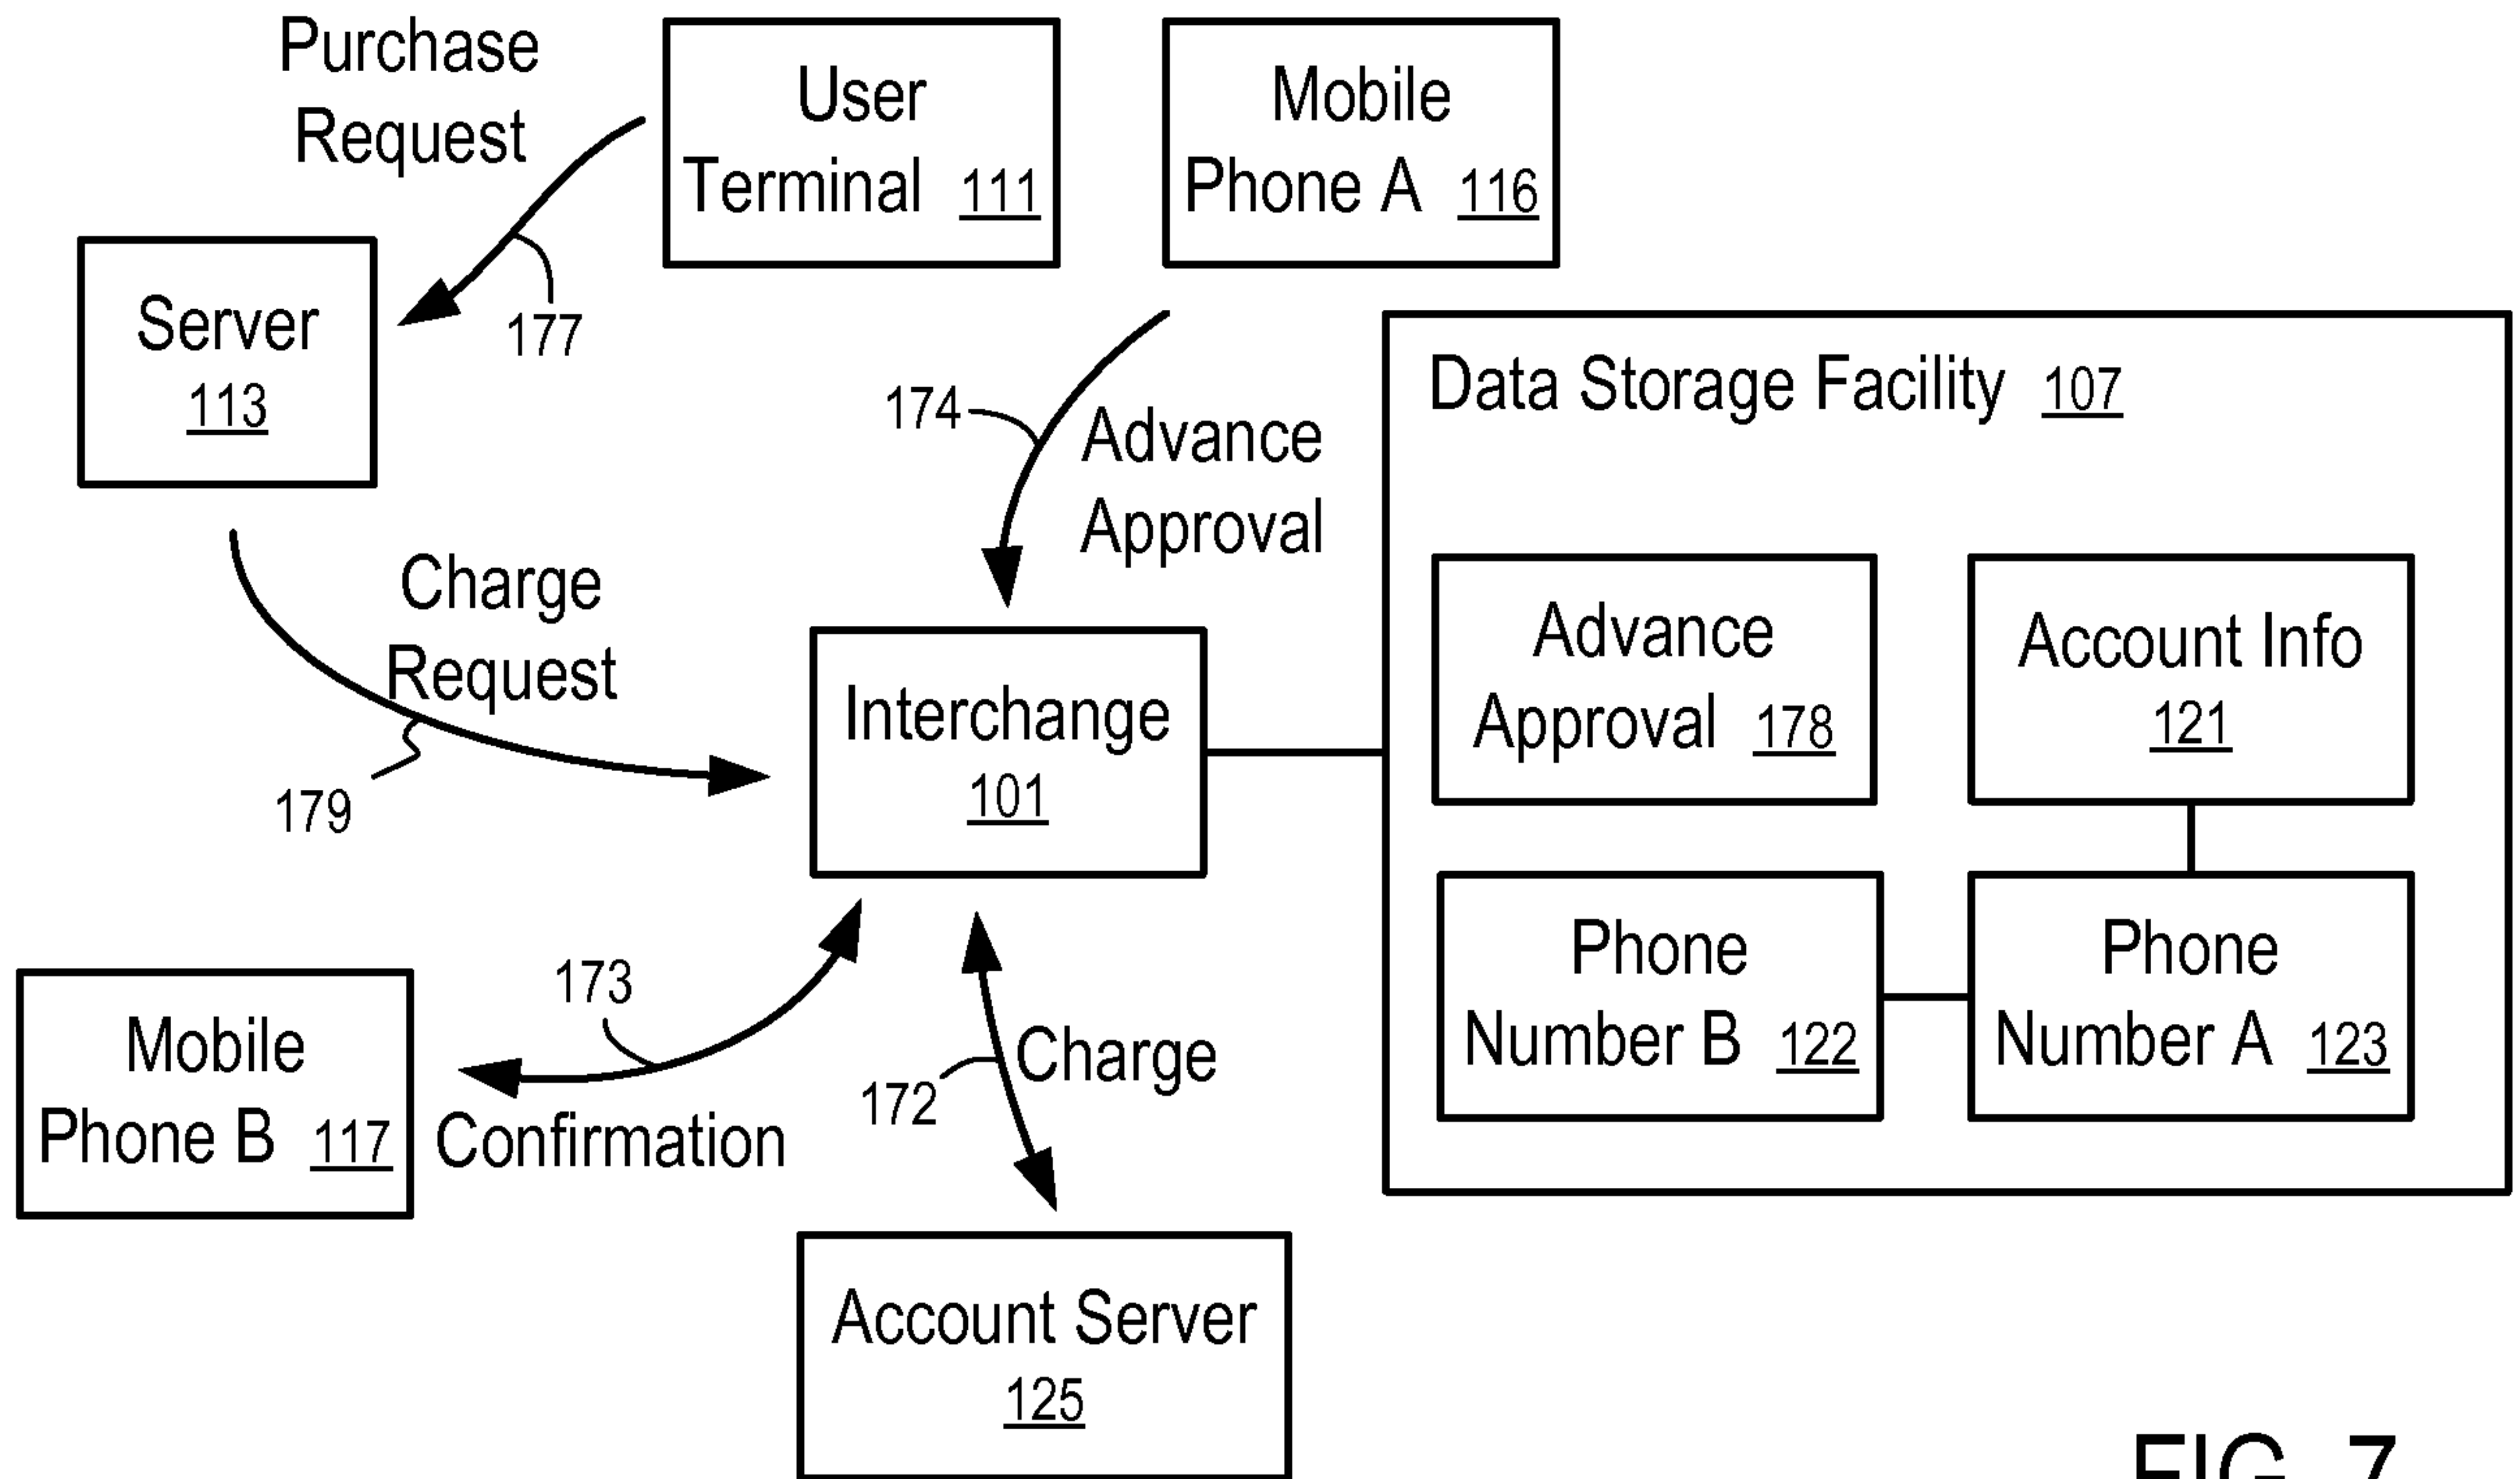 Purchase
Request
User
Terminal 111
Mobile
Phone A 116
Server
113
177
174
Advance
Approval
Data Storage Facility 107
Charge
Request
179
Interchange
101
Advance
Approval 178
Account Info
121
Phone
Number B 122
Phone
Number A 123
173
Mobile
Phone B 117
Confirmation
172
Charge
Account Server
125
FIG. 7